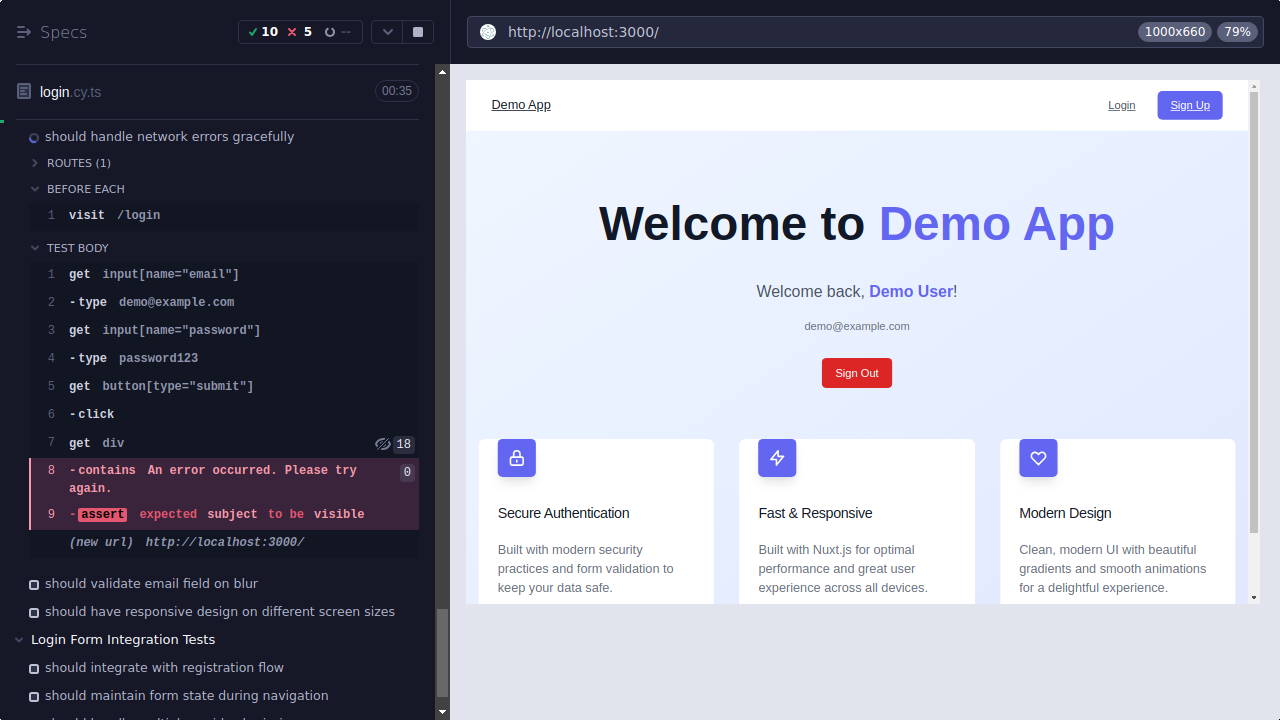 Specs
10
5
--
login.cy.ts
00:35
should handle network errors gracefully
ROUTES (1)
BEFORE EACH
1 visit /login
TEST BODY
1 get input[name="email"]
2 -type demo@example.com
3 get input[name="password"]
4 -type password123
5 get button[type="submit"]
6 -click
7 get div 18
8 -contains An error occurred. Please try again. 0
9 -assert expected subject to be visible
(new url) http://localhost:3000/
should validate email field on blur
should have responsive design on different screen sizes
Login Form Integration Tests
should integrate with registration flow
should maintain form state during navigation
http://localhost:3000/
1000x660
79%
Demo App
Login
Sign Up
Welcome to Demo App
Welcome back, Demo User!
demo@example.com
Sign Out
Secure Authentication
Built with modern security
practices and form validation to
keep your data safe.
Fast & Responsive
Built with Nuxt.js for optimal
performance and great user
experience across all devices.
Modern Design
Clean, modern UI with beautiful
gradients and smooth animations
for a delightful experience.